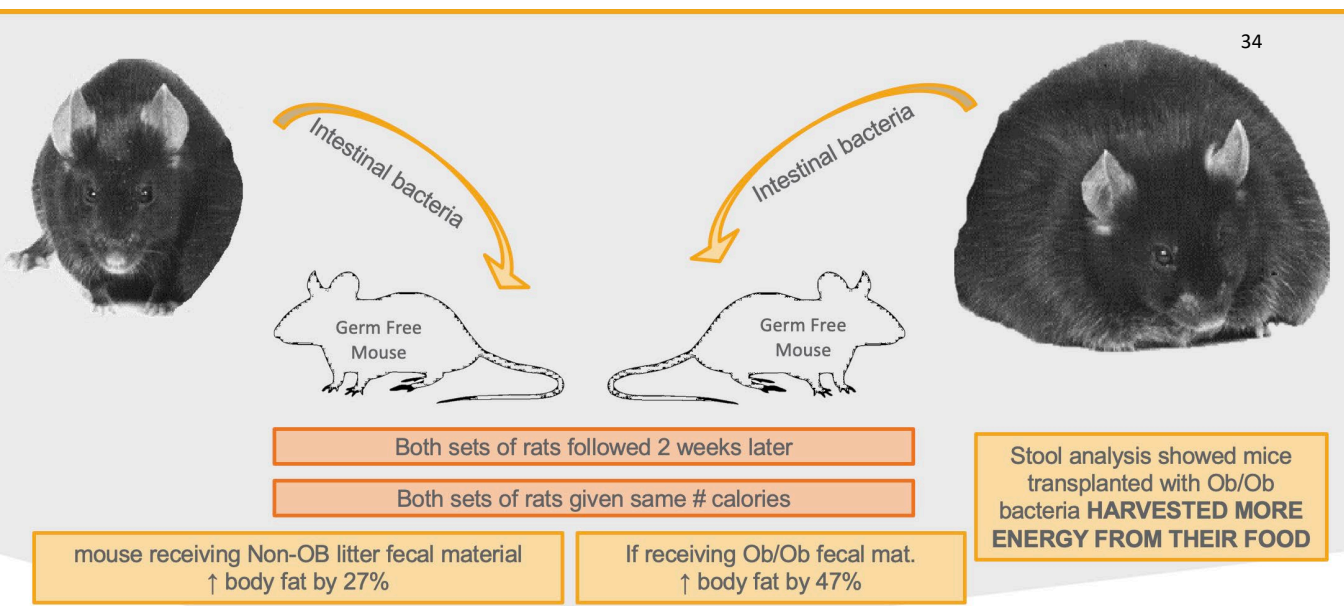 34
Intestinal bacteria
Intestinal bacteria
Germ Free
Mouse
Germ Free
Mouse
Both sets of rats followed 2 weeks later
Both sets of rats given same # calories
mouse receiving Non-OB litter fecal material
↑ body fat by 27%
If receiving Ob/Ob fecal mat.
↑ body fat by 47%
Stool analysis showed mice
transplanted with Ob/Ob
bacteria HARVESTED MORE
ENERGY FROM THEIR FOOD